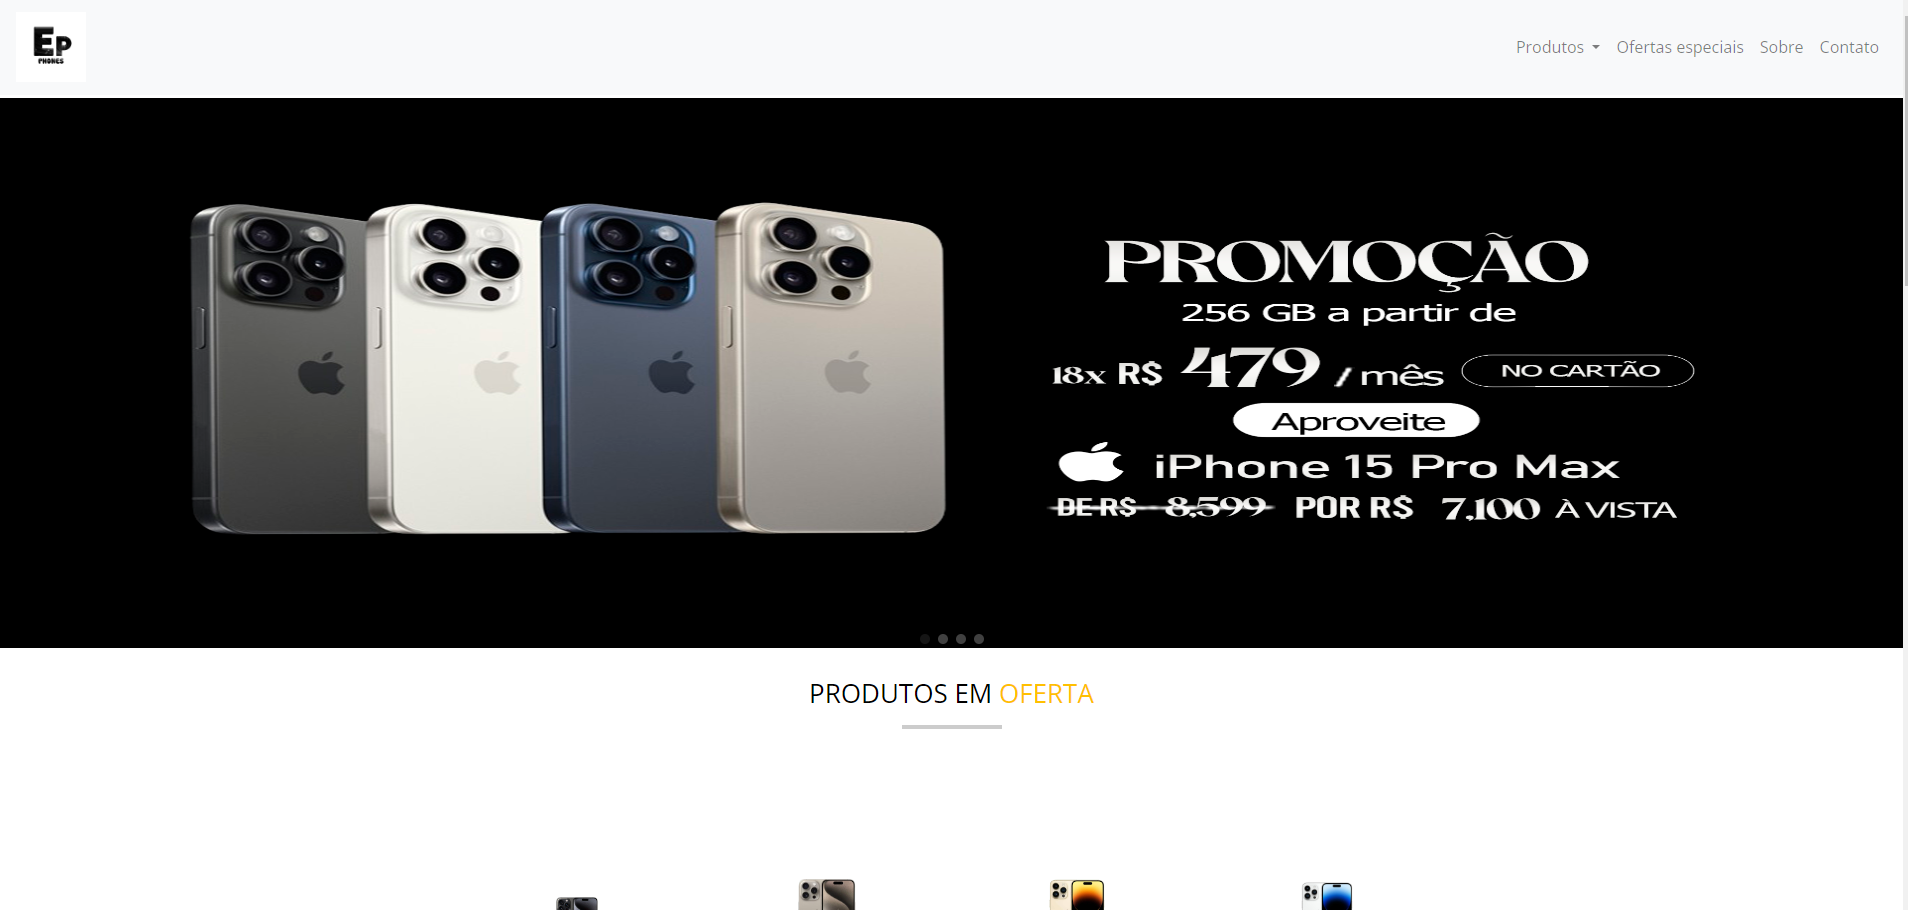 Ep
PHONES
Produtos
Ofertas especiais
Sobre
Contato
PROMOÇÃO
256 GB a partir de
18x R$ 479 / mês NO CARTÃO
Aproveite
iPhone 15 Pro Max
DE R$ 8,599 POR R$ 7,100 À VISTA
PRODUTOS EM OFERTA